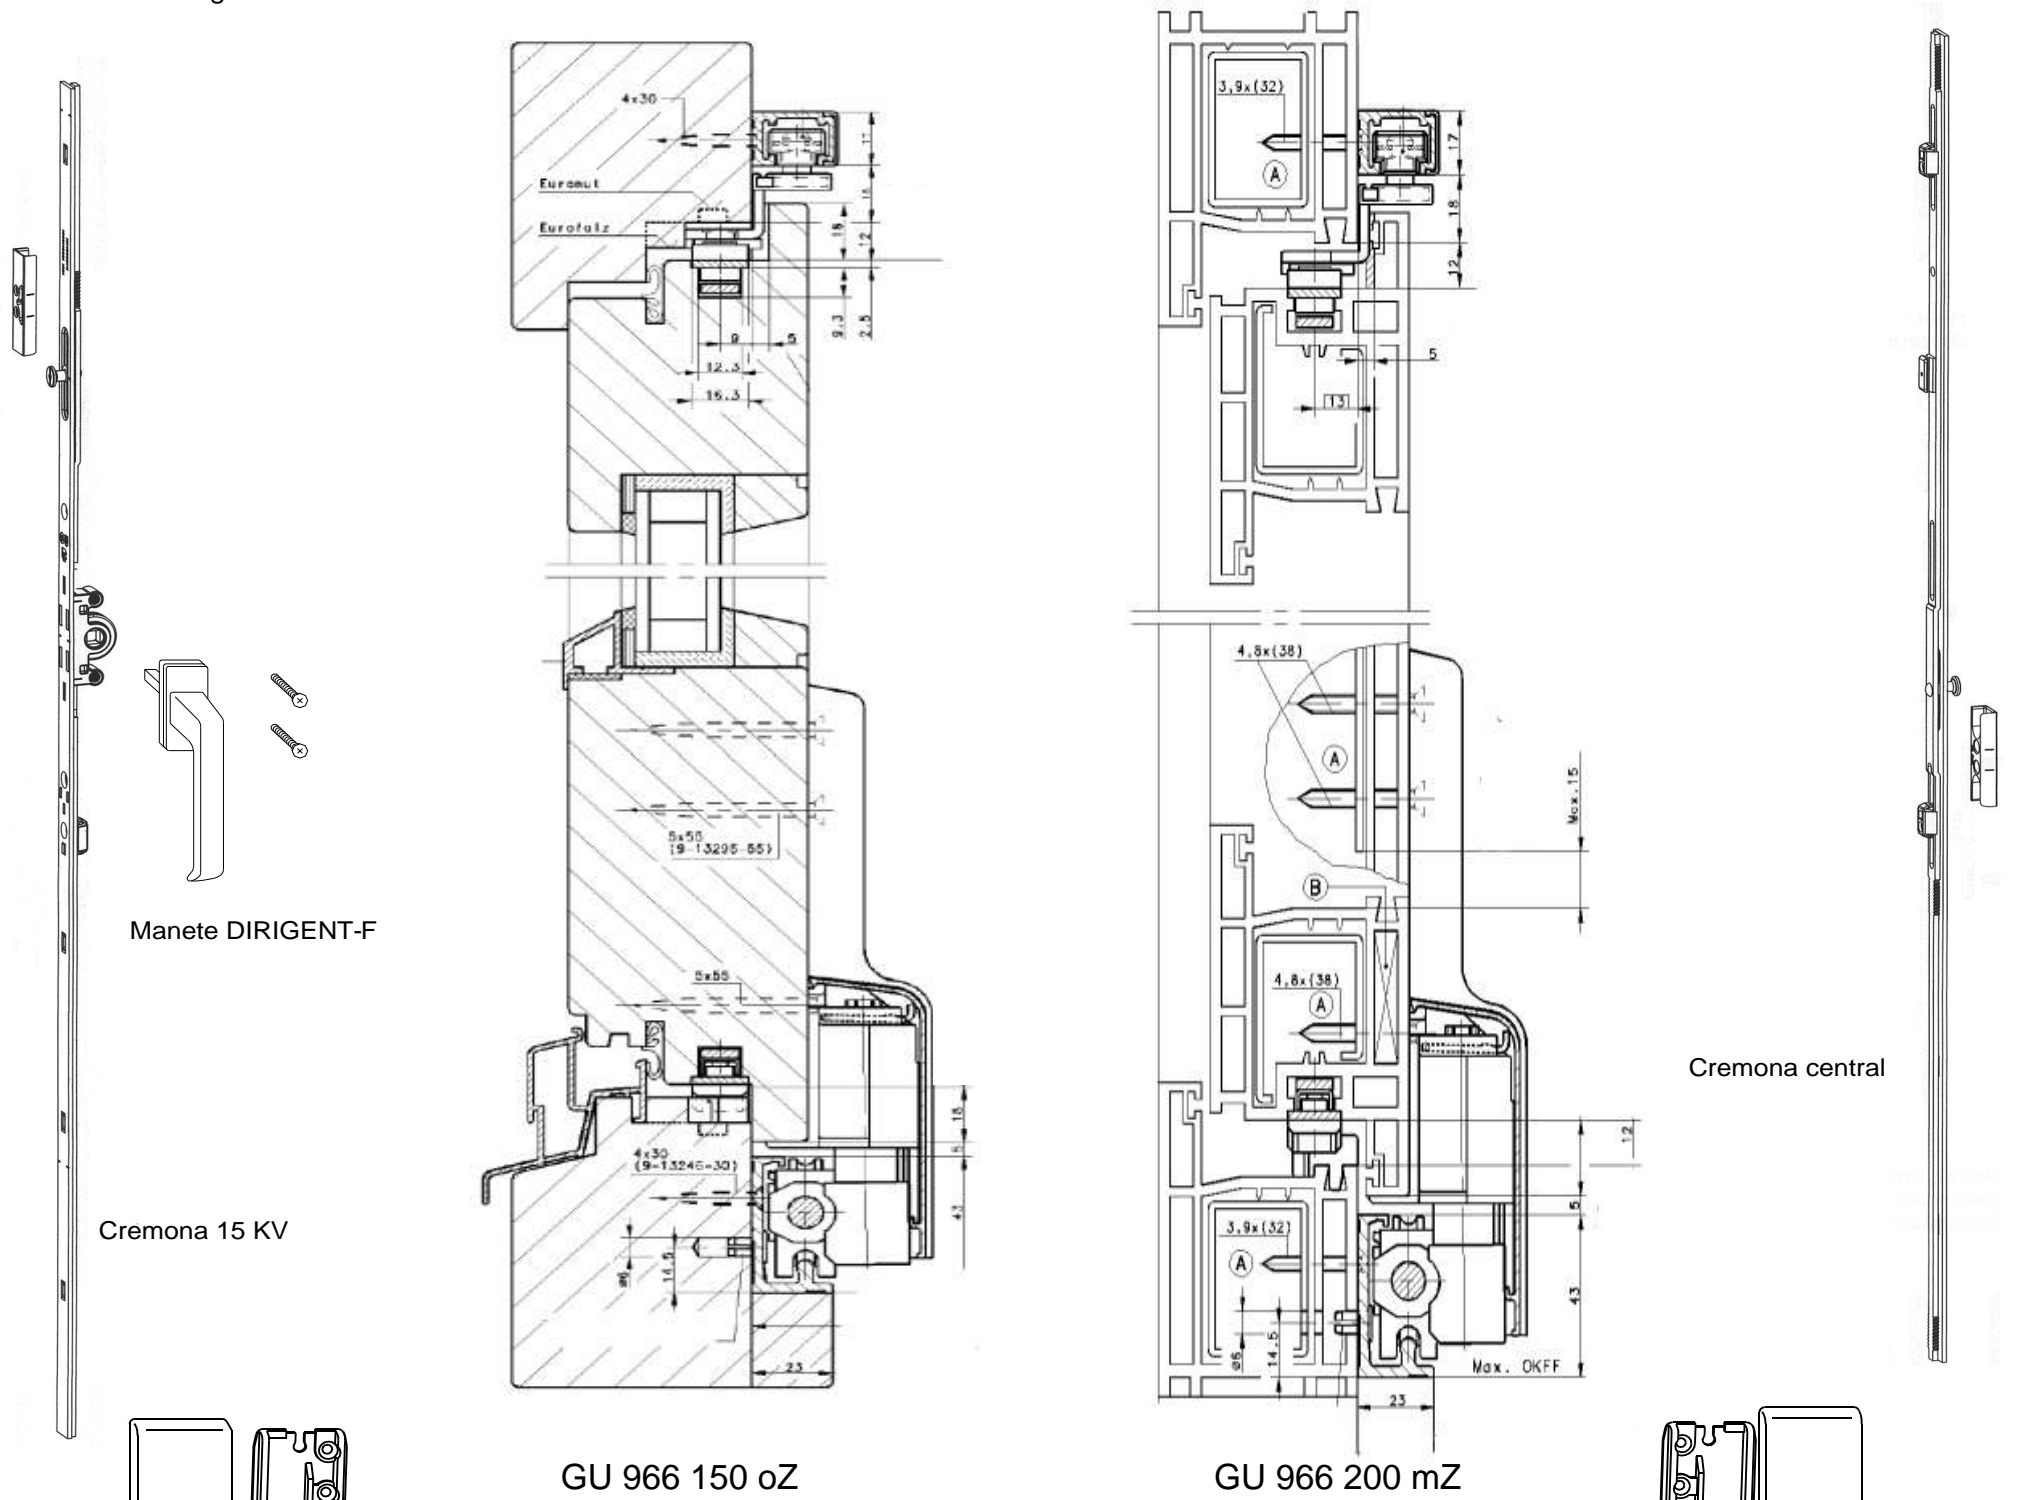 4x30
Euronut
Eurofalz
17
18
18
12
9.3
2.5
9
5
12.3
16.3
5x55
(9-13295-55)
5x55
4x30
(9-13246-30)
18
5
43
ø6
14.5
23
GU 966 150 oZ
3,9x(32)
A
17
18
12
5
13
4,8x(38)
A
Max.15
B
4,8x(38)
A
12
5
3,9x(32)
A
43
ø6
14.5
Max. OKFF
23
GU 966 200 mZ
Manete DIRIGENT-F
Cremona 15 KV
Cremona central